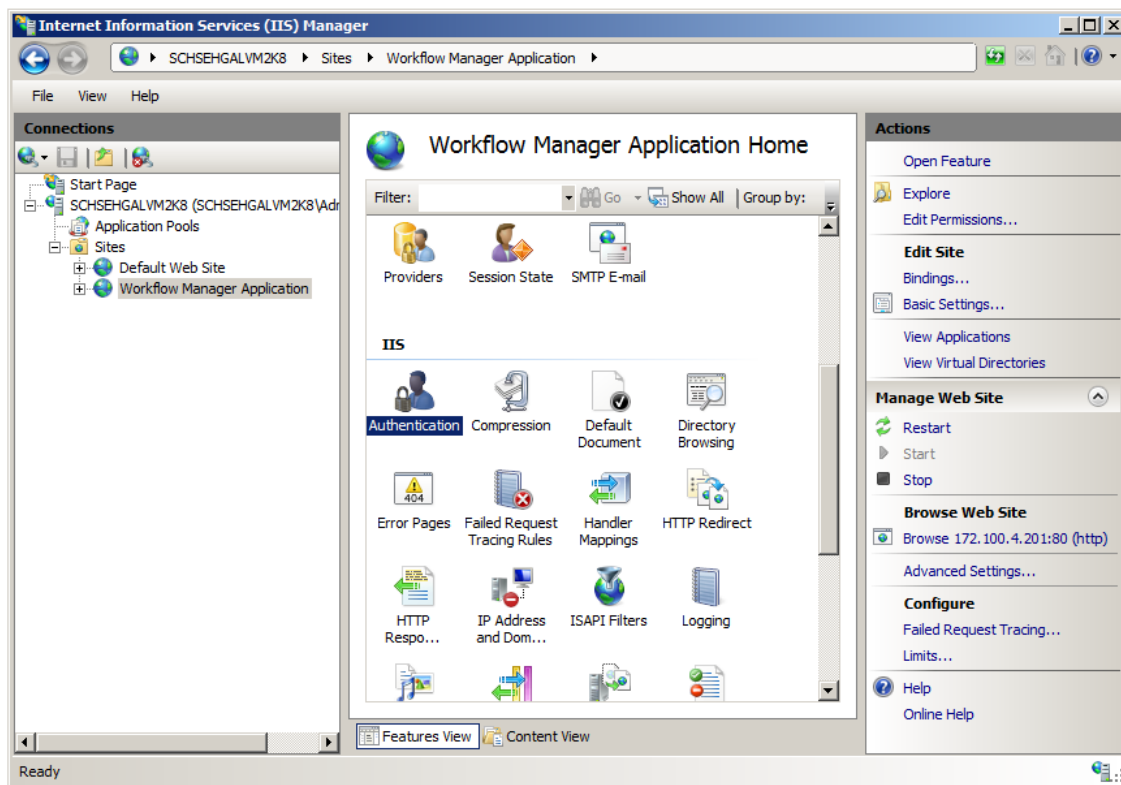 Internet Information Services (IIS) Manager
SCHSEHGALVM2K8 Sites Workflow Manager Application
File View Help
Connections
Start Page
SCHSEHGALVM2K8 (SCHSEHGALVM2K8\Adr
Application Pools
Sites
Default Web Site
Workflow Manager Application
Workflow Manager Application Home
Filter: Go Show All Group by:
Providers Session State SMTP E-mail
IIS
Authentication Compression Default Directory
Document Browsing
404
Error Pages Failed Request Handler HTTP Redirect
Tracing Rules Mappings
HTTP IP Address ISAPI Filters Logging
Respo... and Dom...
Features View Content View
Actions
Open Feature
Explore
Edit Permissions...
Edit Site
Bindings...
Basic Settings...
View Applications
View Virtual Directories
Manage Web Site
Restart
Start
Stop
Browse Web Site
Browse 172.100.4.201:80 (http)
Advanced Settings...
Configure
Failed Request Tracing...
Limits...
Help
Online Help
Ready